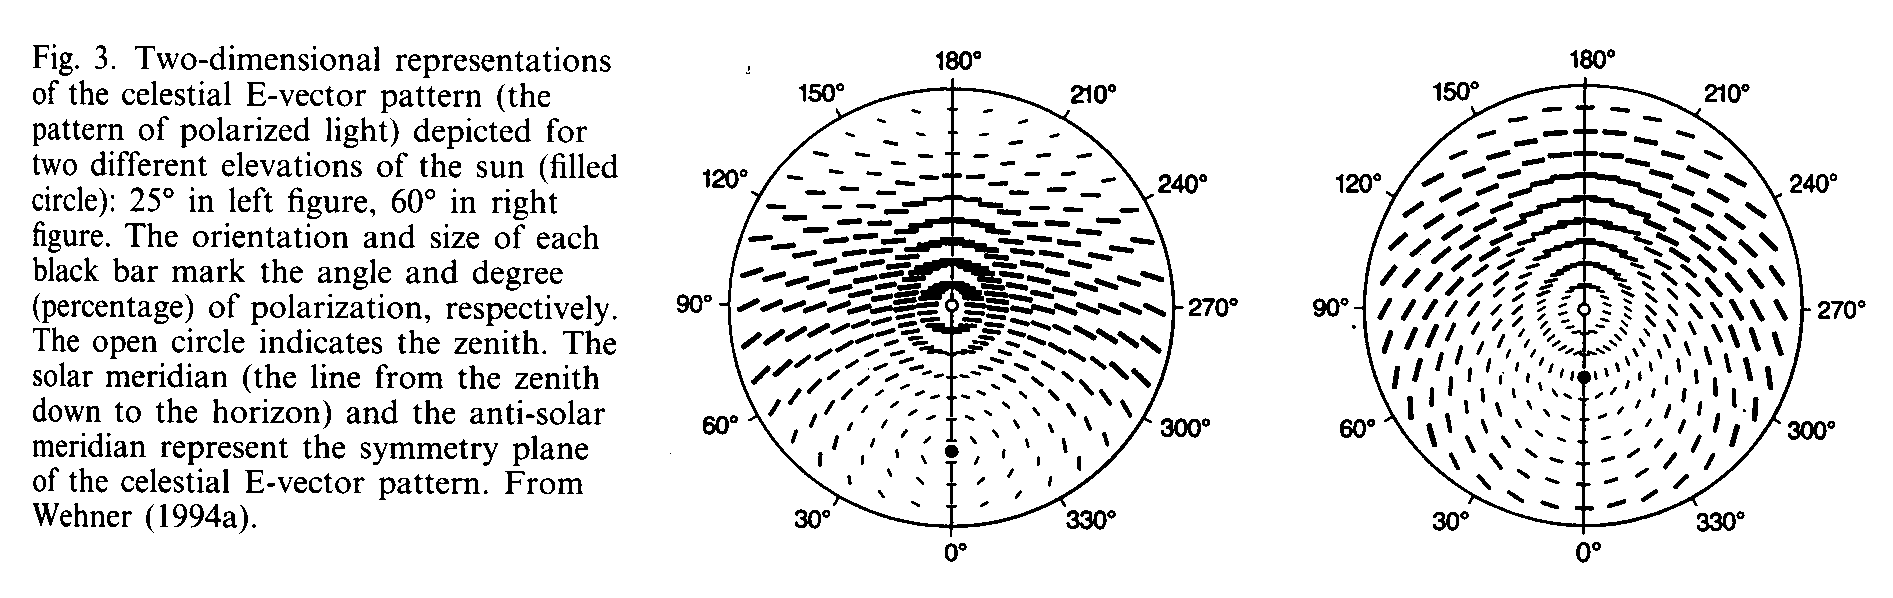 Fig. 3. Two-dimensional representations
of the celestial E-vector pattern (the
pattern of polarized light) depicted for
two different elevations of the sun (filled
circle): 25° in left figure, 60° in right
figure. The orientation and size of each
black bar mark the angle and degree
(percentage) of polarization, respectively.
The open circle indicates the zenith. The
solar meridian (the line from the zenith
down to the horizon) and the anti-solar
meridian represent the symmetry plane
of the celestial E-vector pattern. From
Wehner (1994a).
180°
150° 210°
120° 240°
90° 270°
60° 300°
30° 330°
0°
180°
150° 210°
120° 240°
90° 270°
60° 300°
30° 330°
0°